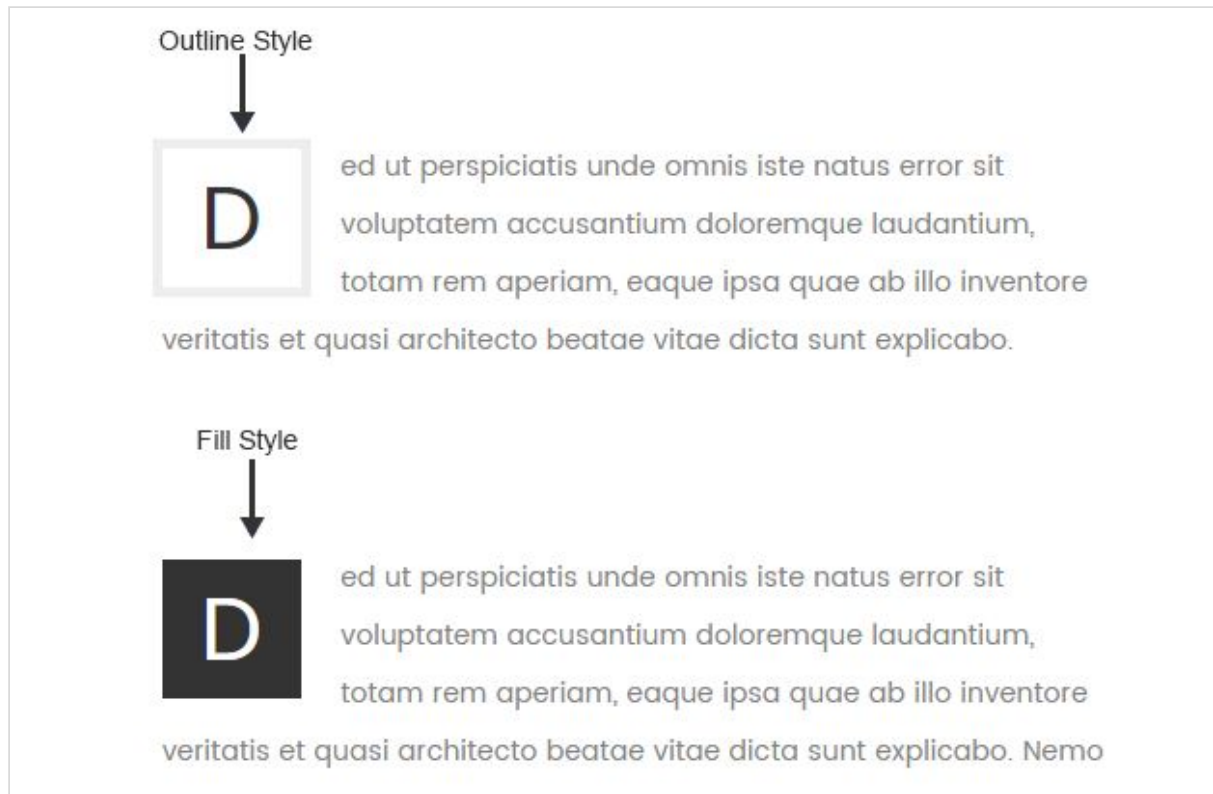 Outline Style
D
ed ut perspiciatis unde omnis iste natus error sit
voluptatem accusantium doloremque laudantium,
totam rem aperiam, eaque ipsa quae ab illo inventore
veritatis et quasi architecto beatae vitae dicta sunt explicabo.
Fill Style
D
ed ut perspiciatis unde omnis iste natus error sit
voluptatem accusantium doloremque laudantium,
totam rem aperiam, eaque ipsa quae ab illo inventore
veritatis et quasi architecto beatae vitae dicta sunt explicabo. Nemo